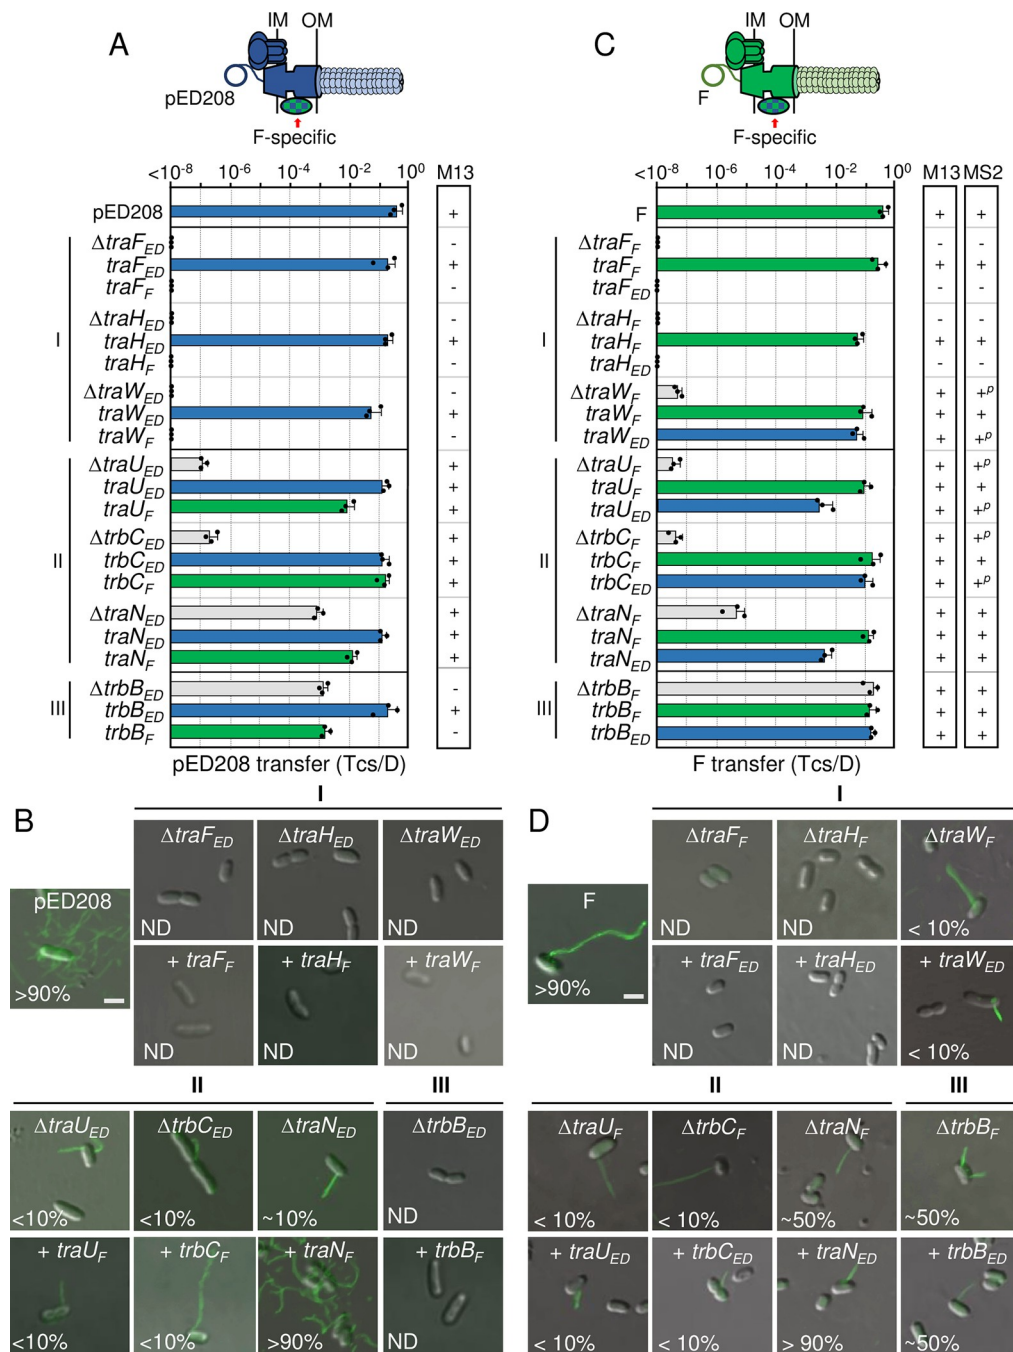 A
IM OM
pED208
F-specific
<10-8 10-6 10-4 10-2 100 M13
pED208 +
I
ΔtraFED -
traFED +
traFF -
ΔtraHED -
traHED +
traHF -
ΔtraWED -
traWED +
traWF -
II
ΔtraUED +
traUED +
traUF +
ΔtrbCED +
trbCED +
trbCF +
ΔtraNED +
traNED +
traNF +
III
ΔtrbBED -
trbBED +
trbBF -
pED208 transfer (Tcs/D)
C
IM OM
F
F-specific
<10-8 10-6 10-4 10-2 100 M13 MS2
F + +
I
ΔtraFF - -
traFF + +
traFED - -
ΔtraHF - -
traHF + +
traHED - -
ΔtraWF + +p
traWF + +
traWED + +p
II
ΔtraUF + +p
traUF + +
traUED + +p
ΔtrbCF + +p
trbCF + +
trbCED + +p
ΔtraNF + +
traNF + +
traNED + +
III
ΔtrbBF + +
trbBF + +
trbBED + +
F transfer (Tcs/D)
B
I
pED208
>90%
ΔtraFED ΔtraHED ΔtraWED
ND ND ND
+ traFF + traHF + traWF
ND ND ND
II III
ΔtraUED ΔtrbCED ΔtraNED ΔtrbBED
<10% <10% ~10% ND
+ traUF + trbCF + traNF + trbBF
<10% <10% >90% ND
D
I
F
>90%
ΔtraFF ΔtraHF ΔtraWF
ND ND < 10%
+ traFED + traHED + traWED
ND ND < 10%
II III
ΔtraUF ΔtrbCF ΔtraNF ΔtrbBF
< 10% < 10% ~50% ~50%
+ traUED + trbCED + traNED + trbBED
< 10% < 10% > 90% ~50%